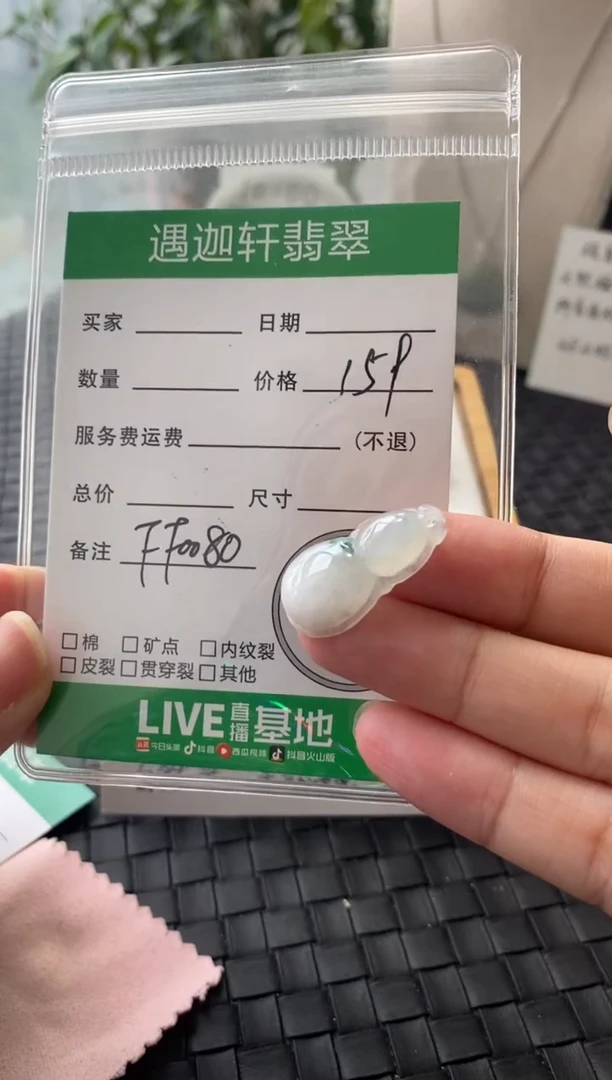 遇迦轩翡翠
买家 日期
数量 价格 159
服务费运费 (不退)
总价 尺寸
备注 FF0080
□棉 □矿点 □内纹裂
□皮裂 □贯穿裂 □其他
LIVE直播基地
今日头条 抖音 西瓜视频 抖音火山版